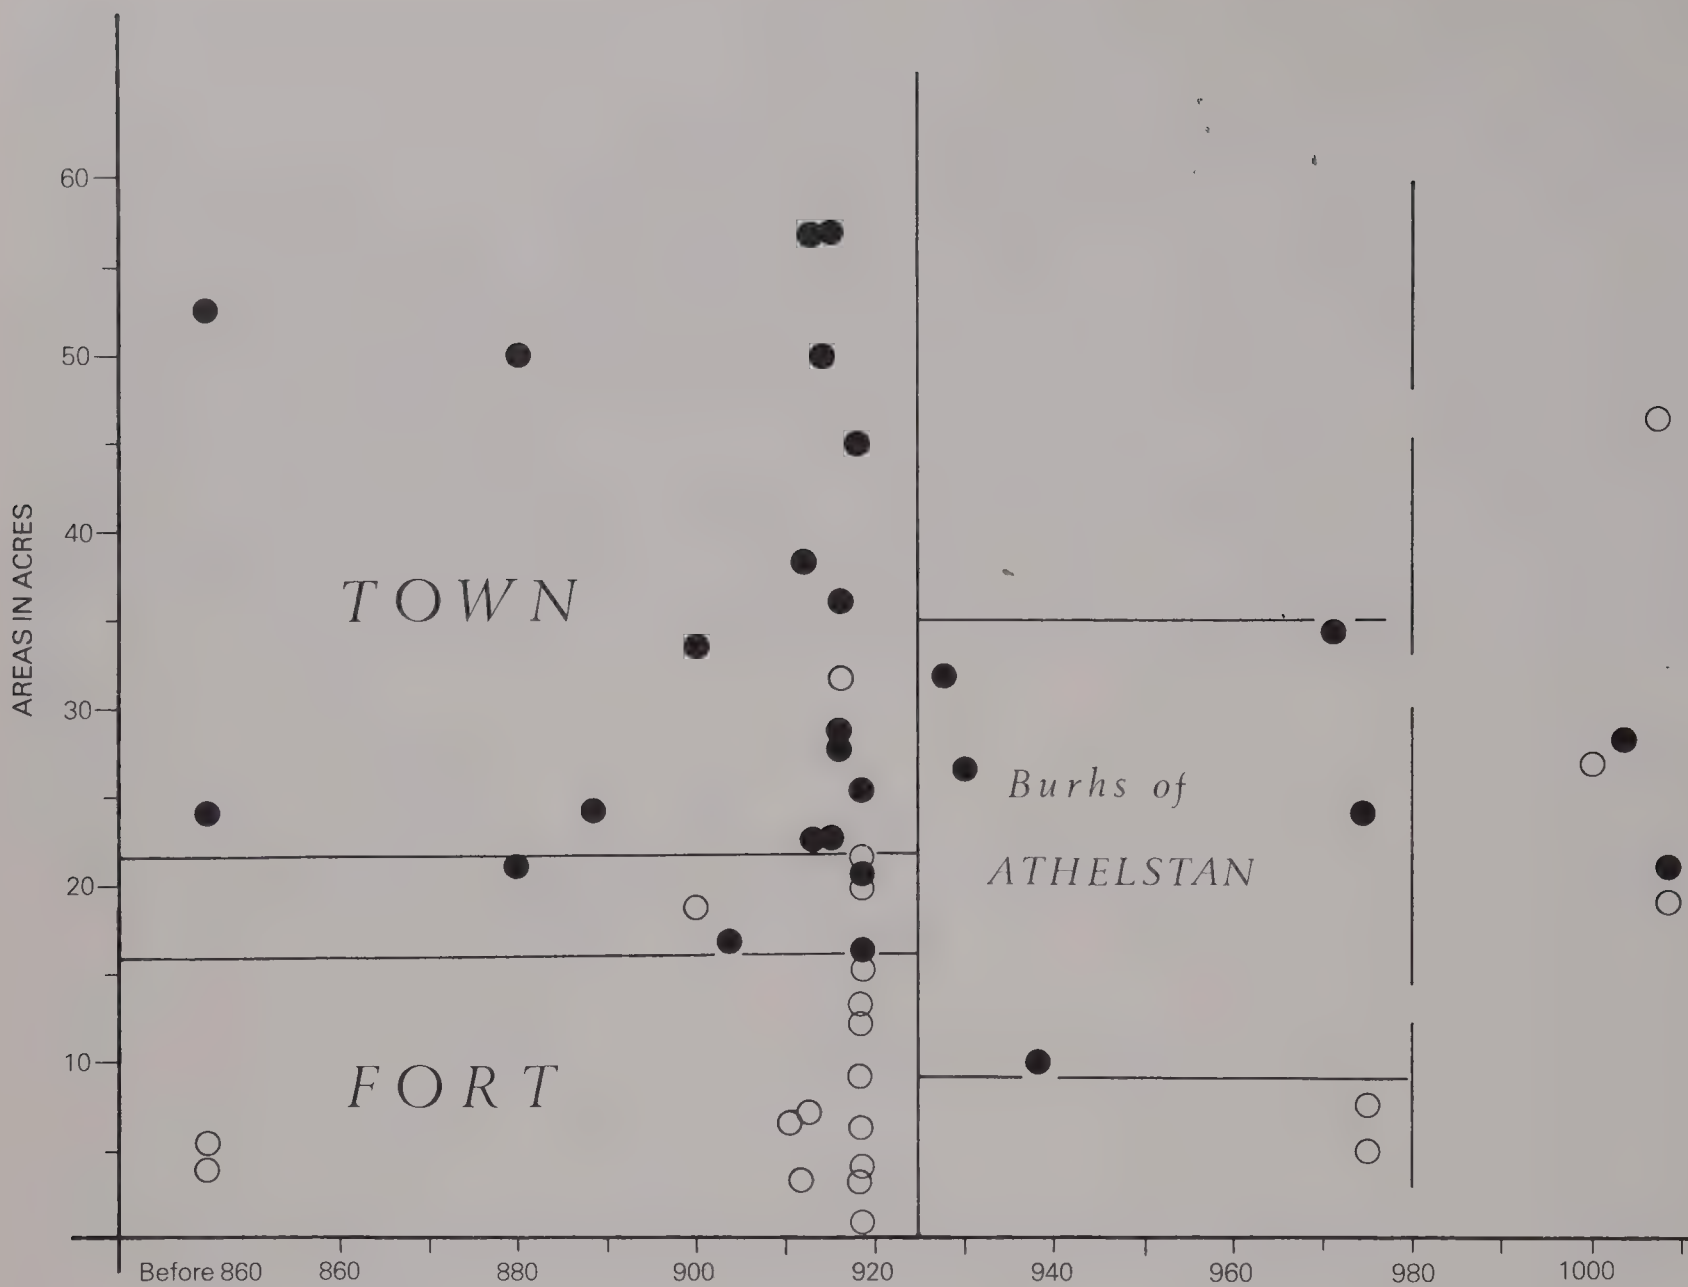 60
50
AREAS IN ACRES
40
TOWN
30
Burhs of
ATHELSTAN
20
10
FORT
Before 860 860 880 900 920 940 960 980 1000